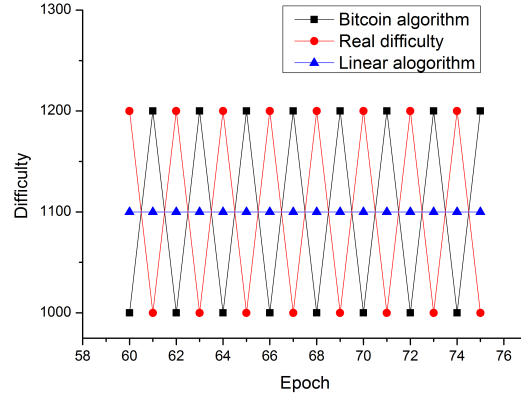 1300
1200
1100
1000
Difficulty
Bitcoin algorithm
Real difficulty
Linear alogorithm
58 60 62 64 66 68 70 72 74 76
Epoch